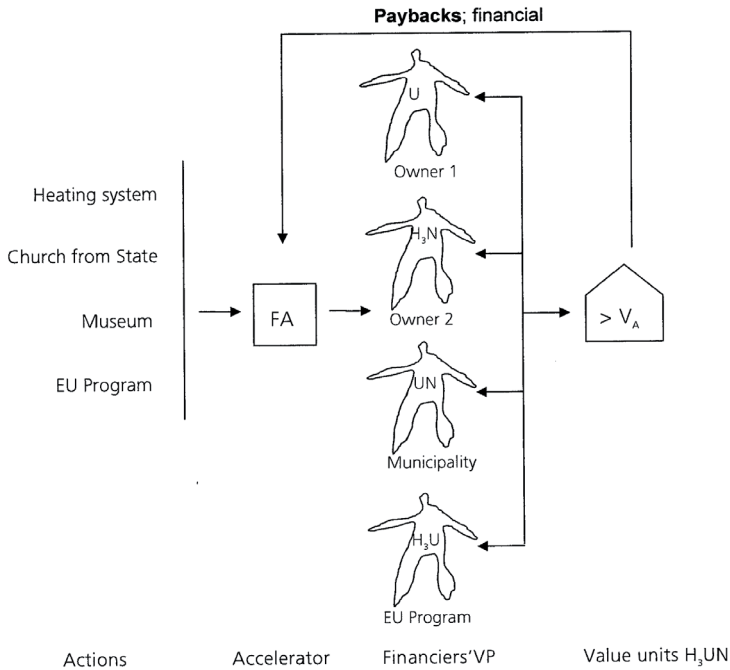 Paybacks; financial
U
Owner 1
Heating system
H₃N
Church from State
Museum
FA
Owner 2
> V_A
EU Program
UN
Municipality
H₃U
EU Program
Actions
Accelerator
Financiers'VP
Value units H₃UN